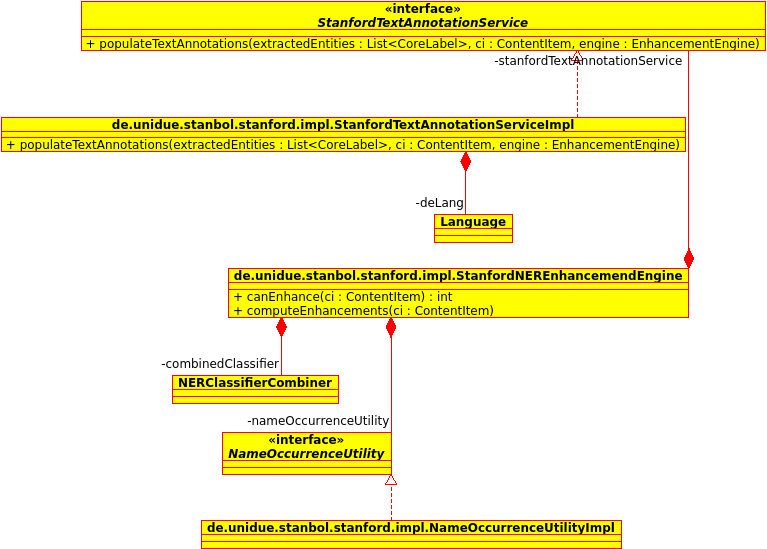 «interface»
StanfordTextAnnotationService
+ populateTextAnnotations(extractedEntities : List<CoreLabel>, ci : ContentItem, engine : EnhancementEngine)
-stanfordTextAnnotationService
de.unidue.stanbol.stanford.impl.StanfordTextAnnotationServiceImpl
+ populateTextAnnotations(extractedEntities : List<CoreLabel>, ci : ContentItem, engine : EnhancementEngine)
-deLang
Language
de.unidue.stanbol.stanford.impl.StanfordNEREnhancemendEngine
+ canEnhance(ci : ContentItem) : int
+ computeEnhancements(ci : ContentItem)
-combinedClassifier
NERClassifierCombiner
-nameOccurrenceUtility
«interface»
NameOccurrenceUtility
de.unidue.stanbol.stanford.impl.NameOccurrenceUtilityImpl